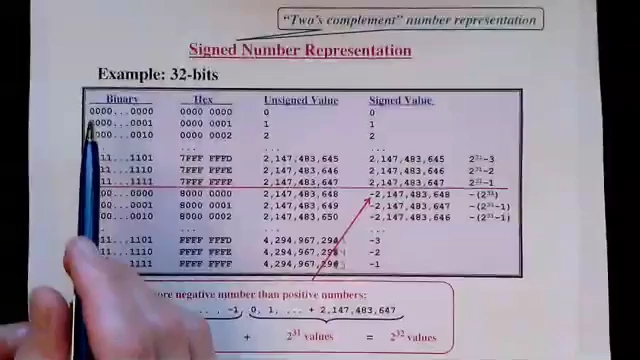 "Two's complement" number representation
Signed Number Representation
Example: 32-bits
Binary Hex Unsigned Value Signed Value
0000...0000 0000 0000 0 0
0000...0001 0000 0001 1 1
0000...0010 0000 0002 2 2
... ... ...
11...1101 7FFF FFFD 2,147,483,645 2,147,483,645 2³¹-3
11...1110 7FFF FFFE 2,147,483,646 2,147,483,646 2³¹-2
11...1111 7FFF FFFF 2,147,483,647 2,147,483,647 2³¹-1
00...0000 8000 0000 2,147,483,648 -2,147,483,648 -(2³¹)
00...0001 8000 0001 2,147,483,649 -2,147,483,647 -(2³¹-1)
00...0010 8000 0002 2,147,483,650 -2,147,483,646
... ... ...
11...1101 FFFF FFFD -3
11...1110 FFFF FFFE -2
1111 FFFF FFFF -1
more negative number than positive numbers:
..., -1, 0, 1, ... + 2,147,483,647
+ 2³¹ values = 2³² values